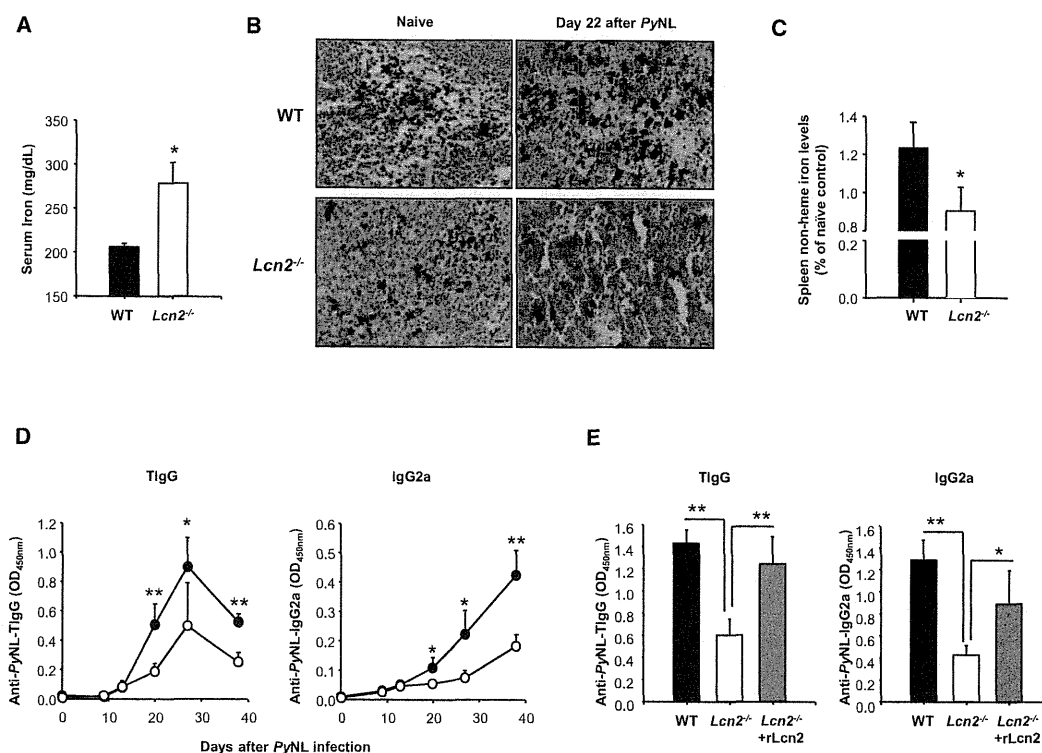 A
B
C
Naive
Day 22 after PyNL
WT
Lcn2-/-
350
300
250
200
150
Serum Iron (mg/dL)
*
WT
Lcn2-/-
1.4
1.2
1.0
0.8
0.2
0.0
Spleen non-heme iron levels
(% of naïve control)
*
WT
Lcn2-/-
D
E
TIgG
IgG2a
TIgG
IgG2a
Anti-PyNL-TIgG (OD450nm)
1.2
1.0
0.8
0.6
0.4
0.2
0.0
**
*
**
0
10
20
30
40
Anti-PyNL-IgG2a (OD450nm)
0.6
0.5
0.4
0.3
0.2
0.1
0
*
*
**
0
10
20
30
40
Days after PyNL infection
Anti-PyNL-TIgG (OD450nm)
1.6
1.4
1.2
1.0
0.8
0.6
0.4
0.2
0.0
**
**
WT
Lcn2-/-
Lcn2-/-
+rLcn2
Anti-PyNL-IgG2a (OD450nm)
1.6
1.4
1.2
1.0
0.8
0.6
0.4
0.2
0.0
**
*
WT
Lcn2-/-
Lcn2-/-
+rLcn2